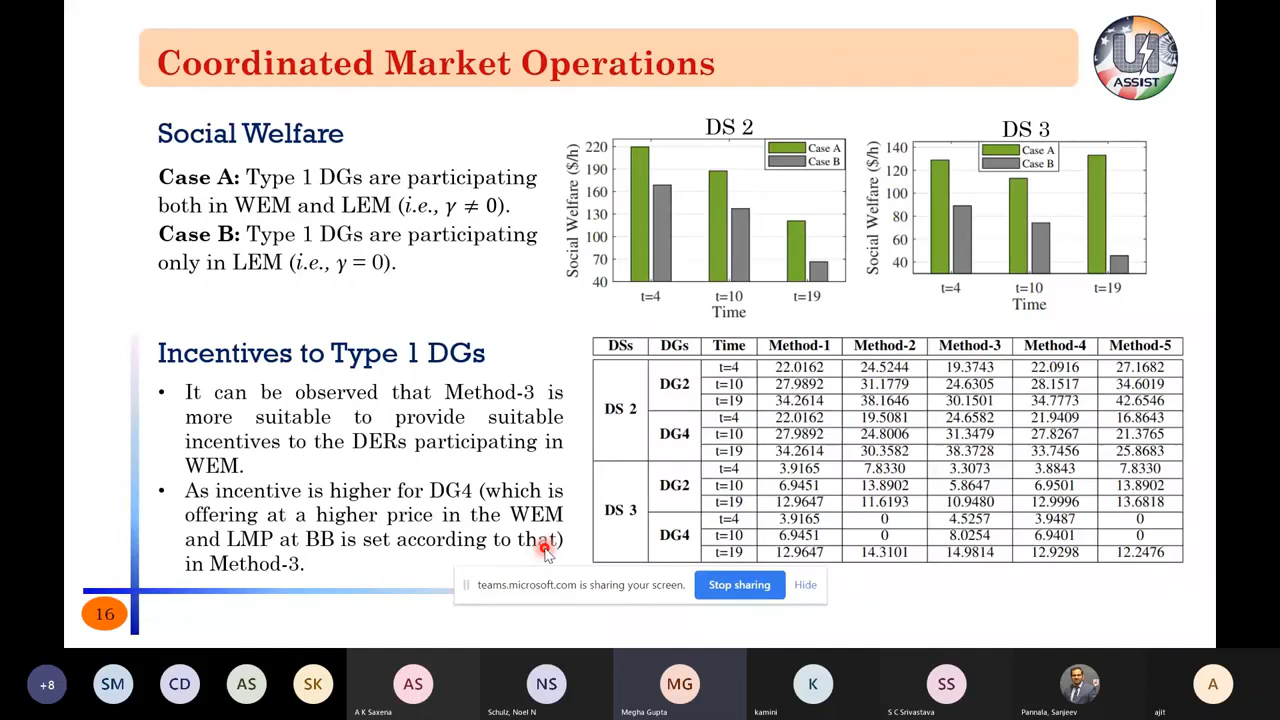 Coordinated Market Operations
UI
ASSIST
Social Welfare
Case A: Type 1 DGs are participating
both in WEM and LEM (i.e., γ ≠ 0).
Case B: Type 1 DGs are participating
only in LEM (i.e., γ = 0).
DS 2
Social Welfare ($/h)
220
190
160
130
100
70
40
Case A
Case B
t=4 t=10 t=19
Time
DS 3
Social Welfare ($/h)
140
120
100
80
60
40
Case A
Case B
t=4 t=10 t=19
Time
Incentives to Type 1 DGs
• It can be observed that Method-3 is
more suitable to provide suitable
incentives to the DERs participating in
WEM.
• As incentive is higher for DG4 (which is
offering at a higher price in the WEM
and LMP at BB is set according to that)
in Method-3.
DSs DGs Time Method-1 Method-2 Method-3 Method-4 Method-5
DS 2 DG2 t=4 22.0162 24.5244 19.3743 22.0916 27.1682
t=10 27.9892 31.1779 24.6305 28.1517 34.6019
t=19 34.2614 38.1646 30.1501 34.7773 42.6546
DG4 t=4 22.0162 19.5081 24.6582 21.9409 16.8643
t=10 27.9892 24.8006 31.3479 27.8267 21.3765
t=19 34.2614 30.3582 38.3728 33.7456 25.8683
DS 3 DG2 t=4 3.9165 7.8330 3.3073 3.8843 7.8330
t=10 6.9451 13.8902 5.8647 6.9501 13.8902
t=19 12.9647 11.6193 10.9480 12.9996 13.6818
DG4 t=4 3.9165 0 4.5257 3.9487 0
t=10 6.9451 0 8.0254 6.9401 0
t=19 12.9647 14.3101 14.9814 12.9298 12.2476
teams.microsoft.com is sharing your screen. Stop sharing Hide
16
+8 SM CD AS SK AS NS MG K SS A
A K Saxena Schulz, Noel N Megha Gupta kamini S C Srivastava Pannala, Sanjeev ajit